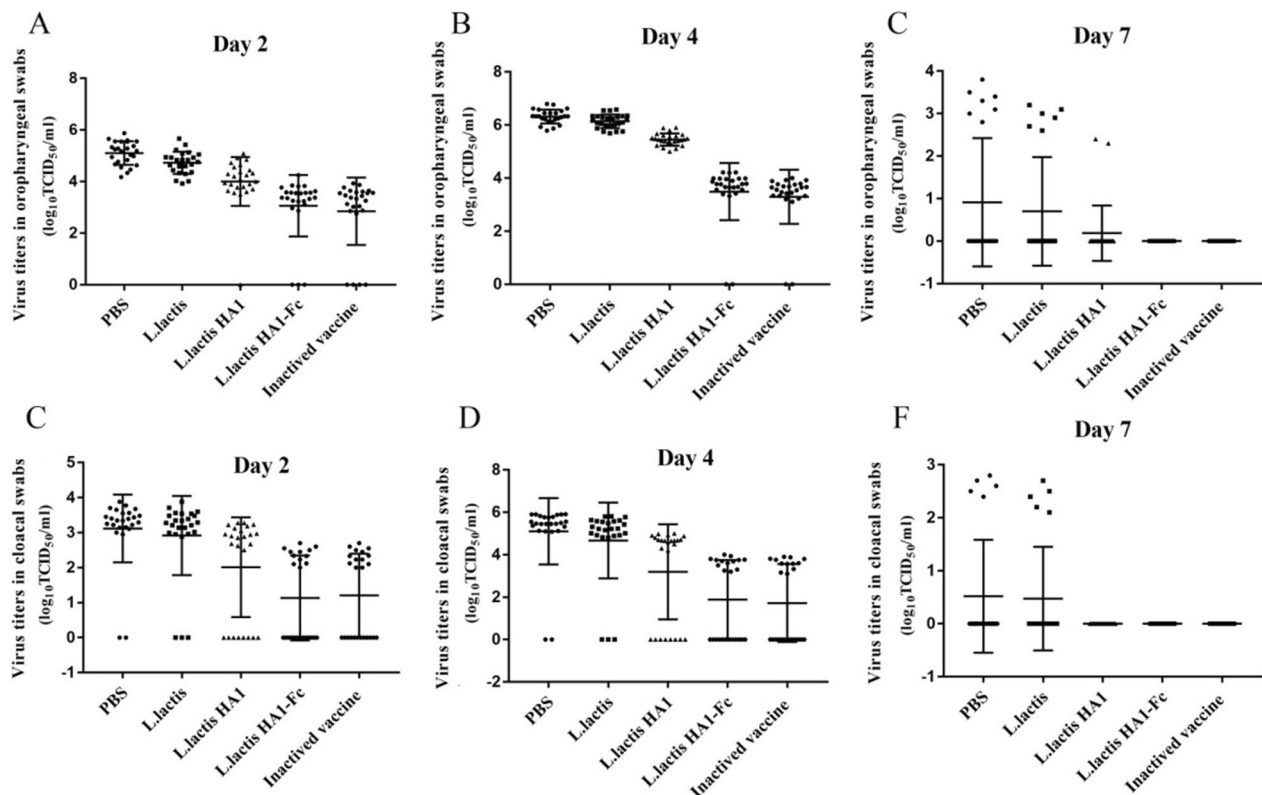 A
Day 2
Virus titers in oropharyngeal swabs
(log10TCID50/ml)
8
6
4
2
0
PBS
L.lactis
L.lactis HA1
L.lactis HA1-Fc
Inactived vaccine
B
Day 4
Virus titers in oropharyngeal swabs
(log10TCID50/ml)
8
6
4
2
0
PBS
L.lactis
L.lactis HA1
L.lactis HA1-Fc
Inactived vaccine
C
Day 7
Virus titers in oropharyngeal swabs
(log10TCID50/ml)
4
3
2
1
0
-1
PBS
L.lactis
L.lactis HA1
L.lactis HA1-Fc
Inactived vaccine
C
Day 2
Virus titers in cloacal swabs
(log10TCID50/ml)
5
4
3
2
1
0
-1
PBS
L.lactis
L.lactis HA1
L.lactis HA1-Fc
Inactived vaccine
D
Day 4
Virus titers in cloacal swabs
(log10TCID50/ml)
8
6
4
2
0
-2
PBS
L.lactis
L.lactis HA1
L.lactis HA1-Fc
Inactived vaccine
F
Day 7
Virus titers in cloacal swabs
(log10TCID50/ml)
3
2
1
0
-1
PBS
L.lactis
L.lactis HA1
L.lactis HA1-Fc
Inactived vaccine